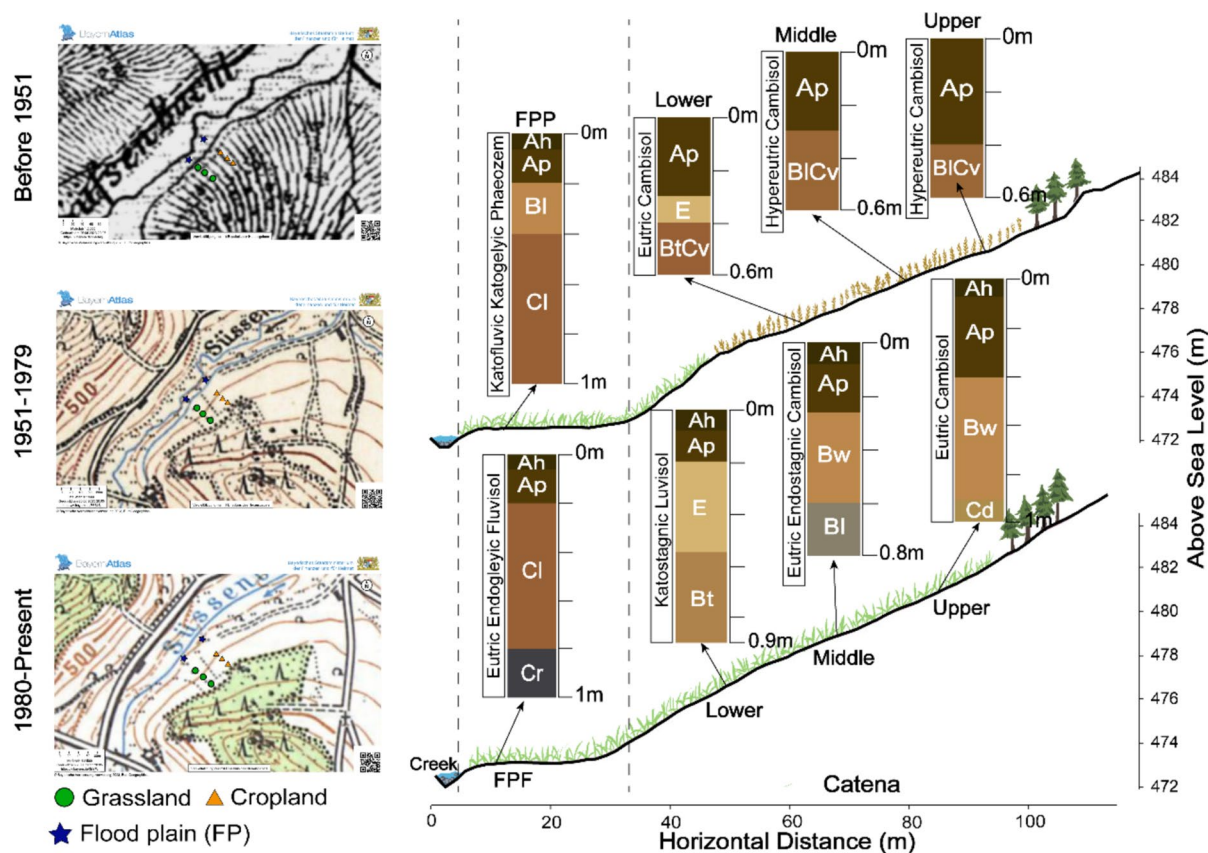 Before 1951
BayernAtlas
1951-1979
BayernAtlas
Süssen
500
1980-Present
BayernAtlas
Süssen
500
Grassland
Cropland
Flood plain (FP)
FPP
Katofluvic Katogelyic Phaeozem
Ah
Ap
Bl
Cl
0m
1m
Lower
Eutric Cambisol
Ap
E
BtCv
0m
0.6m
Middle
Hypereutric Cambisol
Ap
BlCv
0m
0.6m
Upper
Hypereutric Cambisol
Ap
BlCv
0m
0.6m
484
482
480
478
476
474
472
Eutric Endogleyic Fluvisol
Ah
Ap
Cl
Cr
0m
1m
Katostagnic Luvisol
Ah
Ap
E
Bt
0m
0.9m
Eutric Endostagnic Cambisol
Ah
Ap
Bw
Bl
0m
0.8m
Eutric Cambisol
Ah
Ap
Bw
Cd
0m
1m
Creek
FPF
Lower
Middle
Upper
Catena
484
482
480
478
476
474
472
Above Sea Level (m)
0
20
40
60
80
100
Horizontal Distance (m)